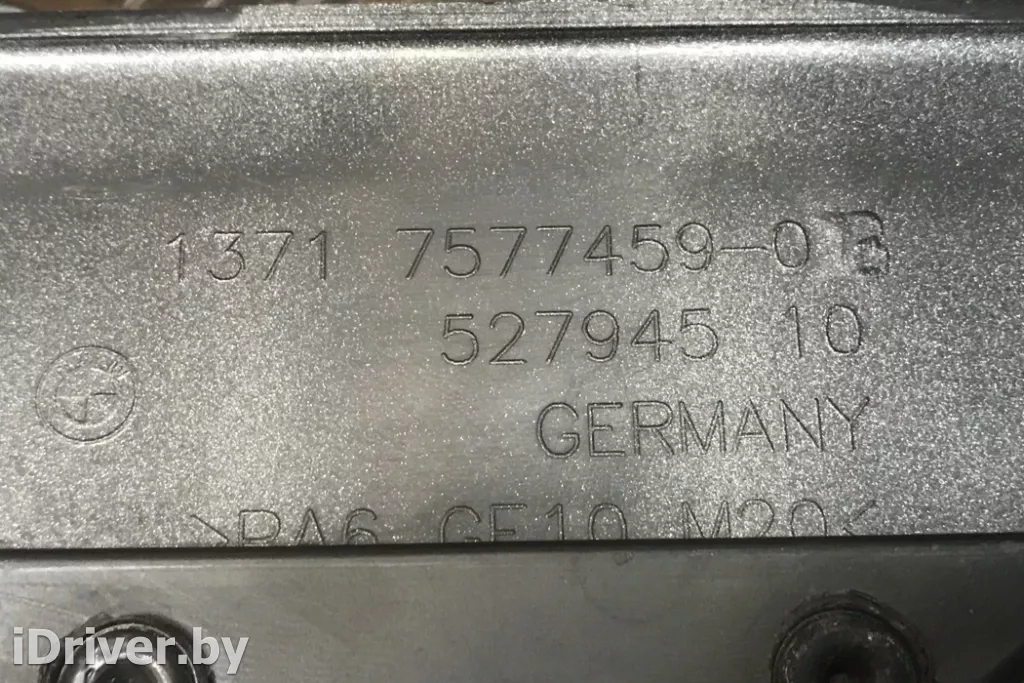 1371 7577459-0
527945 10
GERMANY
>PA6 GF10 M20<
iDriver.by